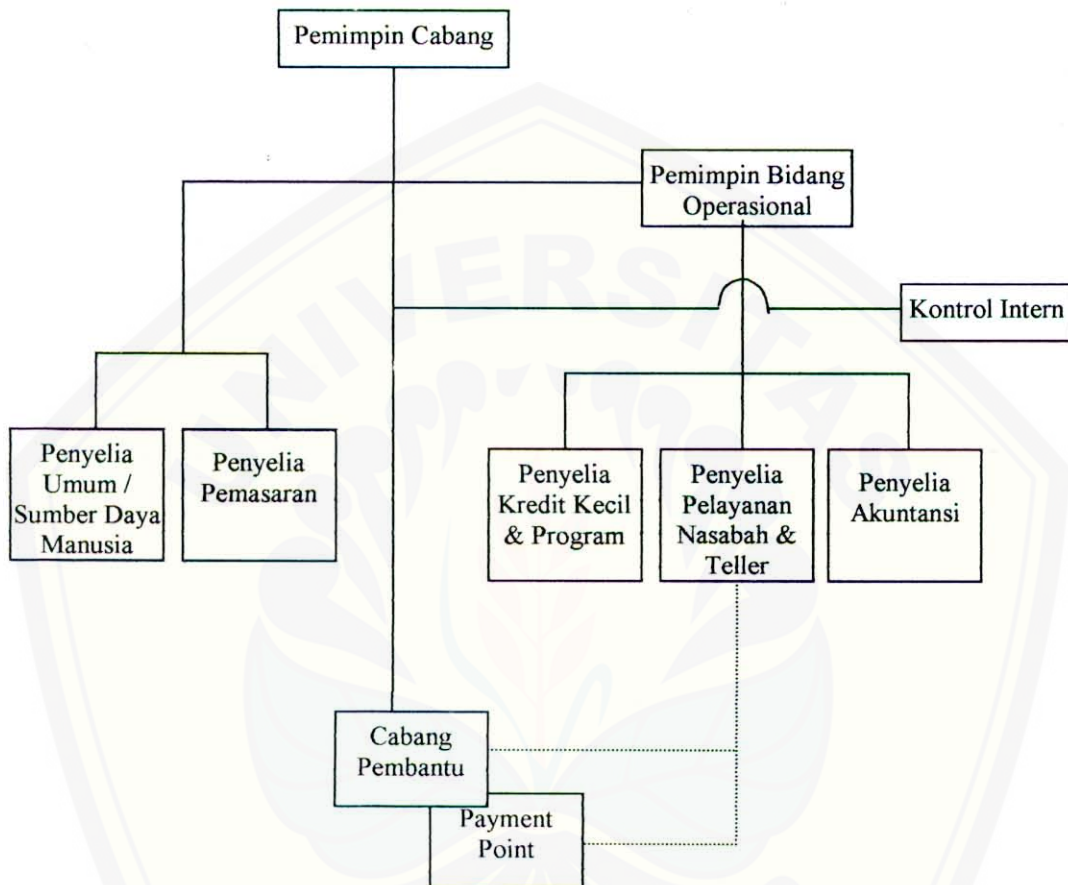 Pemimpin Cabang
Pemimpin Bidang
Operasional
Kontrol Intern
Penyelia
Umum /
Sumber Daya
Manusia
Penyelia
Pemasaran
Penyelia
Kredit Kecil
& Program
Penyelia
Pelayanan
Nasabah &
Teller
Penyelia
Akuntansi
Cabang
Pembantu
Payment
Point
UNIVERSITAS